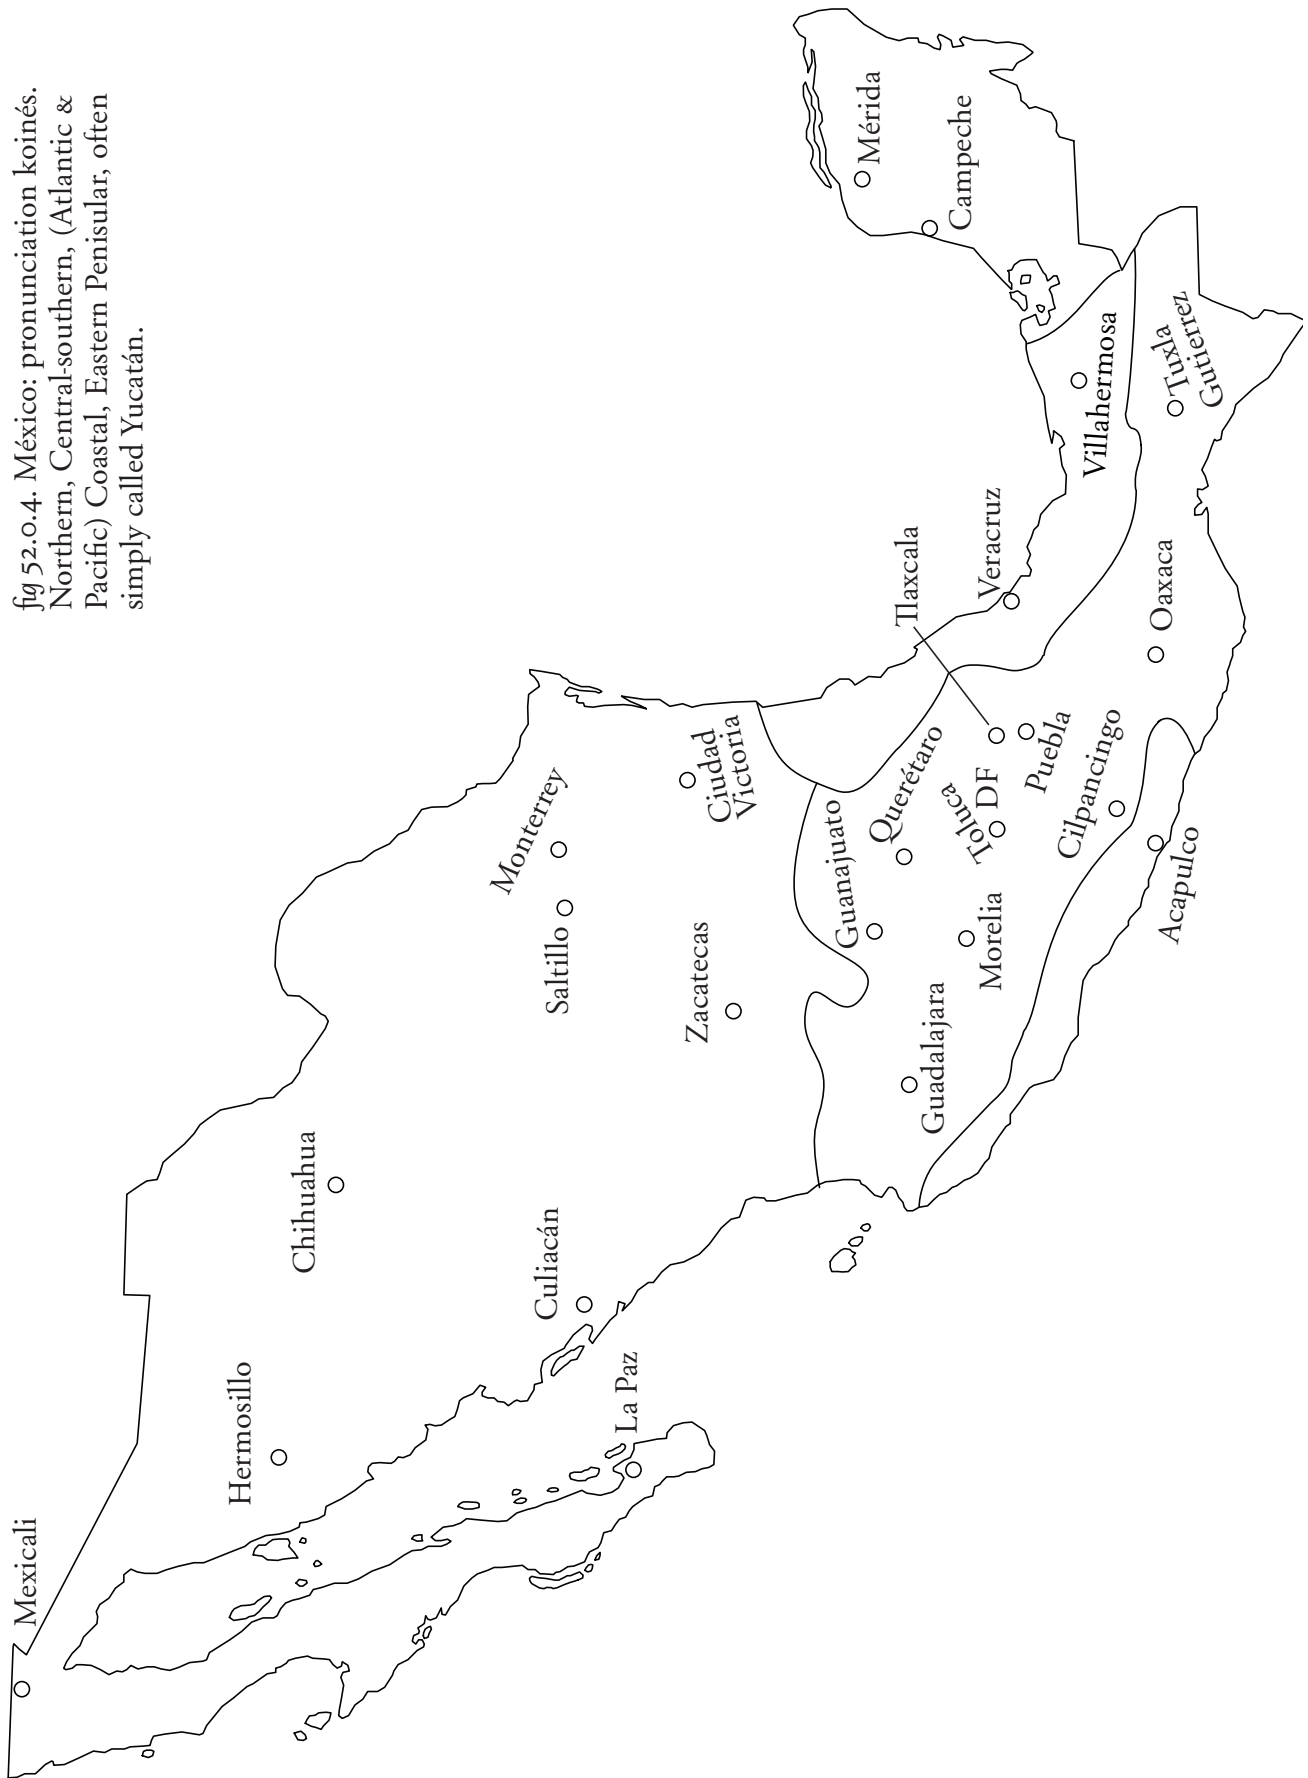 fig 52.0.4. México: pronunciation koinés.
Northern, Central-southern, (Atlantic &
Pacific) Coastal, Eastern Penisular, often
simply called Yucatán.
Mexicali
Hermosillo
Chihuahua
Monterrey
Saltillo
Culiacán
La Paz
Ciudad
Victoria
Zacatecas
Mérida
Campeche
Guanajuato
Querétaro
Tlaxcala
Guadalajara
Morelia
Toluca
DF
Veracruz
Puebla
Villahermosa
Cilpancingo
Acapulco
Oaxaca
Tuxla
Gutierrez